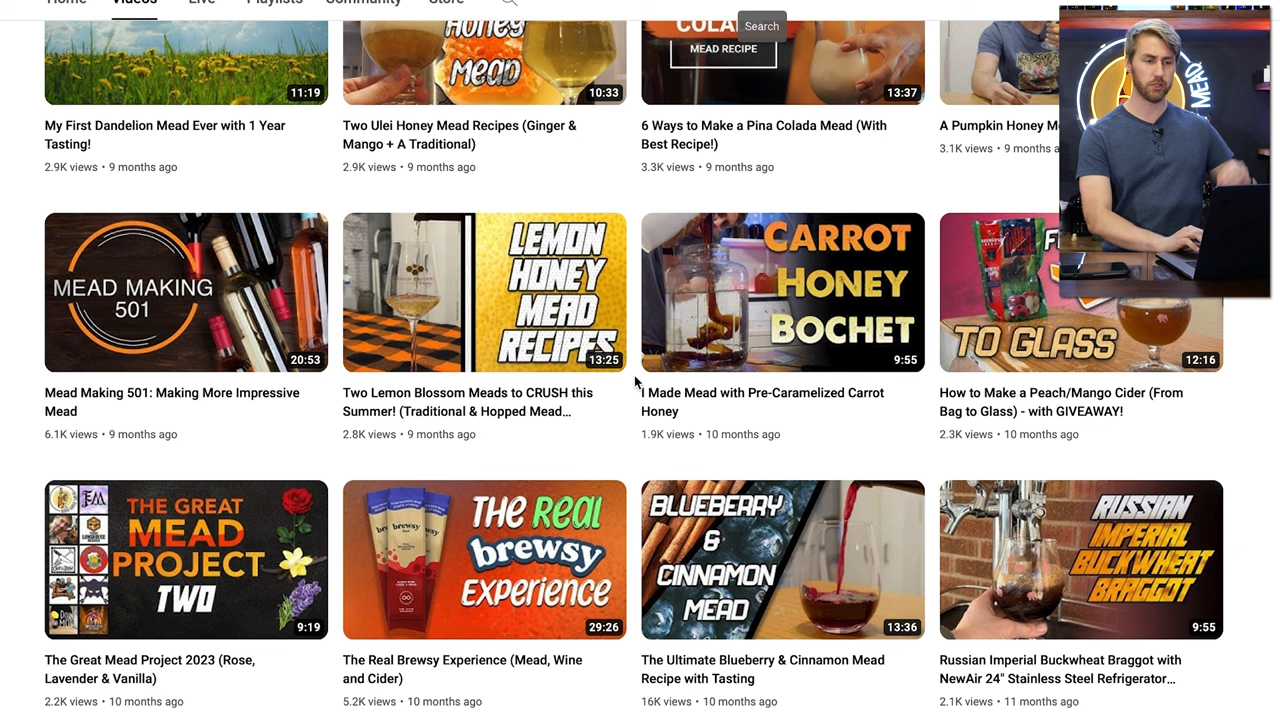 Home Videos Live Playlists Community Store
Search
Honey
Mead
COLADA
MEAD RECIPE
MEAD
11:19
10:33
13:37
My First Dandelion Mead Ever with 1 Year
Tasting!
2.9K views • 9 months ago
Two Ulei Honey Mead Recipes (Ginger &
Mango + A Traditional)
2.9K views • 9 months ago
6 Ways to Make a Pina Colada Mead (With
Best Recipe!)
3.3K views • 9 months ago
A Pumpkin Honey M
3.1K views • 9 months a
MEAD MAKING
501
20:53
LEMON
HONEY
MEAD
RECIPES
13:25
CARROT
HONEY
BOCHET
9:55
TO GLASS
12:16
Mead Making 501: Making More Impressive
Mead
6.1K views • 9 months ago
Two Lemon Blossom Meads to CRUSH this
Summer! (Traditional & Hopped Mead...
2.8K views • 9 months ago
I Made Mead with Pre-Caramelized Carrot
Honey
1.9K views • 10 months ago
How to Make a Peach/Mango Cider (From
Bag to Glass) - with GIVEAWAY!
2.3K views • 10 months ago
THE GREAT
MEAD
PROJECT
TWO
9:19
THE Real
brewsy
EXPERIENCE
29:26
BLUEBERRY
&
CINNAMON
MEAD
13:36
RUSSIAN
IMPERIAL
BUCKWHEAT
BRAGGOT
9:55
The Great Mead Project 2023 (Rose,
Lavender & Vanilla)
2.2K views • 10 months ago
The Real Brewsy Experience (Mead, Wine
and Cider)
5.2K views • 10 months ago
The Ultimate Blueberry & Cinnamon Mead
Recipe with Tasting
16K views • 10 months ago
Russian Imperial Buckwheat Braggot with
NewAir 24" Stainless Steel Refrigerator...
2.1K views • 11 months ago